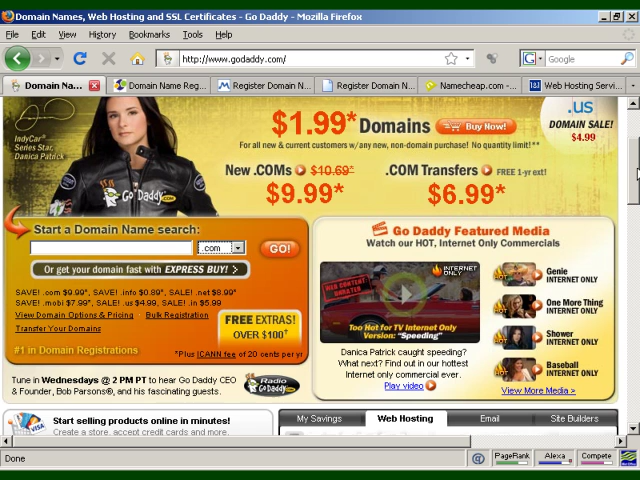 Domain Names, Web Hosting and SSL Certificates - Go Daddy - Mozilla Firefox
File Edit View History Bookmarks Tools Help
http://www.godaddy.com/
G Google
Domain Na...
Domain Name Reg...
Register Domain N...
Register Domain N...
Namecheap.com -...
Web Hosting Servi...
IndyCar®
Series Star,
Danica Patrick
Go Daddy.COM
$1.99* Domains Buy Now!
For all new & current customers w/any new, non-domain purchase! No quantity limit!**
New .COMs $10.69*
$9.99*
.COM Transfers FREE 1-yr ext!
$6.99*
.us
DOMAIN SALE!
$4.99
Start a Domain Name search:
.com GO!
Or get your domain fast with EXPRESS BUY! >
SAVE! .com $9.99*, SAVE! .info $0.89*, SALE! .net $8.99*
SAVE! .mobi $7.99*, SALE! .us $4.99, SALE! .in $5.99
View Domain Options & Pricing Bulk Registration
Transfer Your Domains
FREE EXTRAS!
OVER $100†
#1 in Domain Registrations
*Plus ICANN fee of 20 cents per yr
Tune in Wednesdays @ 2 PM PT to hear Go Daddy CEO
& Founder, Bob Parsons®, and his fascinating guests.
Radio
GoDaddy.COM
Go Daddy Featured Media
Watch our HOT, Internet Only Commercials
INTERNET
ONLY
WEB CONTENT
UNRATED
Too Hot for TV Internet Only
Version: "Speeding"
Danica Patrick caught speeding?
What next? Find out in our hottest
Internet only commercial ever.
Play video
Genie
INTERNET ONLY
One More Thing
INTERNET ONLY
Shower
INTERNET ONLY
Baseball
INTERNET ONLY
View More Media >
Start selling products online in minutes!
Create a store, accept credit cards and more.
VISA
My Savings Web Hosting Email Site Builders
Done
PageRank Alexa Compete